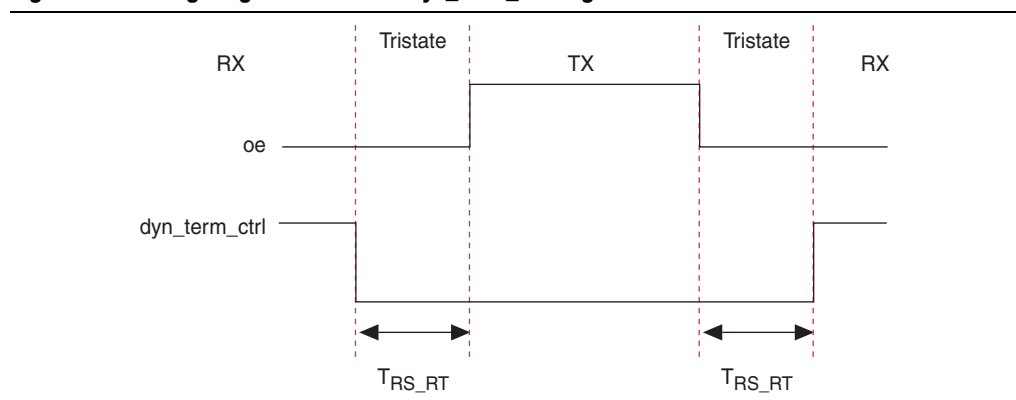 Tristate Tristate
RX TX RX
oe
dyn_term_ctrl
T_RS_RT T_RS_RT